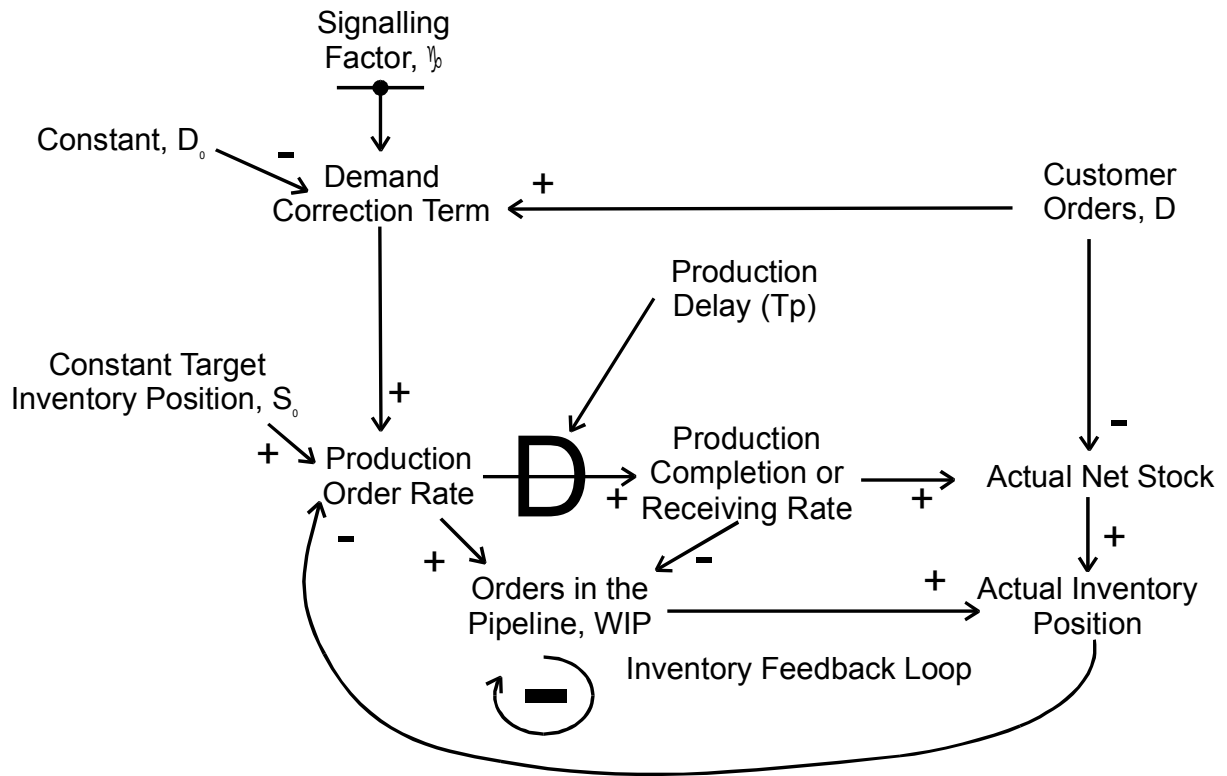 Signalling
Factor, ♑
Constant, D₀
-
Demand
Correction Term
+
Customer
Orders, D
Production
Delay (Tp)
Constant Target
Inventory Position, S₀
+
+
-
Production
Order Rate
D
+
Production
Completion or
Receiving Rate
+
Actual Net Stock
-
+
-
+
+
Orders in the
Pipeline, WIP
Actual Inventory
Position
Inventory Feedback Loop
-